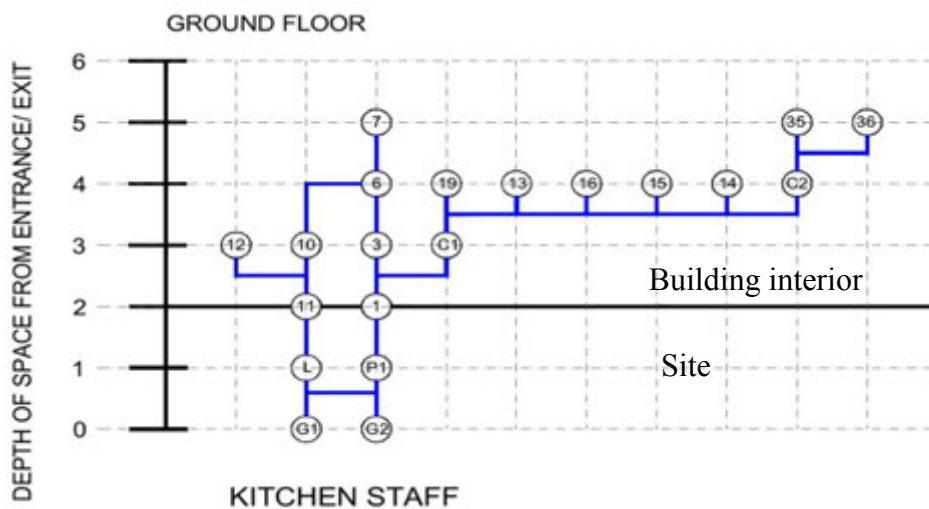 GROUND FLOOR
DEPTH OF SPACE FROM ENTRANCE/ EXIT
6
5 7 35 36
4 6 19 13 16 15 14 C2
3 12 10 3 C1
Building interior
2 11 1
Site
1 L P1
0 G1 G2
KITCHEN STAFF